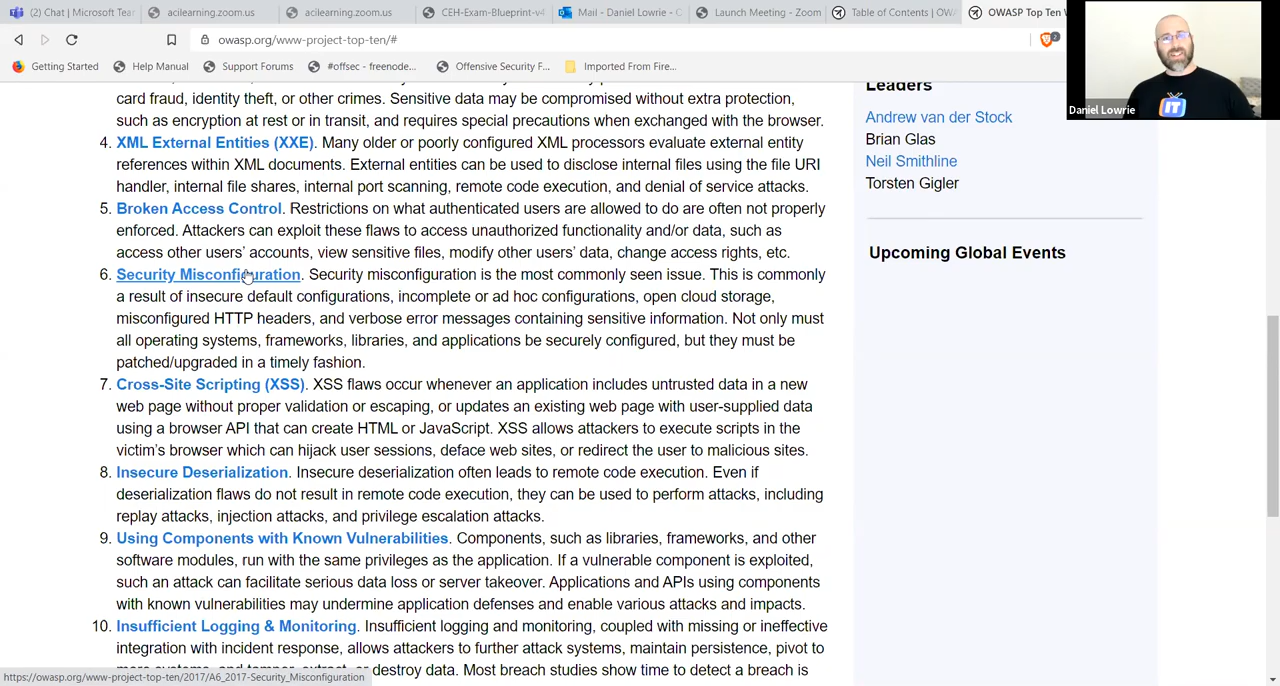 (2) Chat | Microsoft Tea
acilearning.zoom.us
acilearning.zoom.us
CEH-Exam-Blueprint-v4
Mail - Daniel Lowrie - O
Launch Meeting - Zoom
Table of Contents | OWA
OWASP Top Ten W
owasp.org/www-project-top-ten/#
2
Getting Started
Help Manual
Support Forums
#offsec - freenode...
Offensive Security F...
Imported From Fire...
IT
Daniel Lowrie
card fraud, identity theft, or other crimes. Sensitive data may be compromised without extra protection,
such as encryption at rest or in transit, and requires special precautions when exchanged with the browser.
4. XML External Entities (XXE). Many older or poorly configured XML processors evaluate external entity
references within XML documents. External entities can be used to disclose internal files using the file URI
handler, internal file shares, internal port scanning, remote code execution, and denial of service attacks.
5. Broken Access Control. Restrictions on what authenticated users are allowed to do are often not properly
enforced. Attackers can exploit these flaws to access unauthorized functionality and/or data, such as
access other users' accounts, view sensitive files, modify other users' data, change access rights, etc.
6. Security Misconfiguration. Security misconfiguration is the most commonly seen issue. This is commonly
a result of insecure default configurations, incomplete or ad hoc configurations, open cloud storage,
misconfigured HTTP headers, and verbose error messages containing sensitive information. Not only must
all operating systems, frameworks, libraries, and applications be securely configured, but they must be
patched/upgraded in a timely fashion.
7. Cross-Site Scripting (XSS). XSS flaws occur whenever an application includes untrusted data in a new
web page without proper validation or escaping, or updates an existing web page with user-supplied data
using a browser API that can create HTML or JavaScript. XSS allows attackers to execute scripts in the
victim's browser which can hijack user sessions, deface web sites, or redirect the user to malicious sites.
8. Insecure Deserialization. Insecure deserialization often leads to remote code execution. Even if
deserialization flaws do not result in remote code execution, they can be used to perform attacks, including
replay attacks, injection attacks, and privilege escalation attacks.
9. Using Components with Known Vulnerabilities. Components, such as libraries, frameworks, and other
software modules, run with the same privileges as the application. If a vulnerable component is exploited,
such an attack can facilitate serious data loss or server takeover. Applications and APIs using components
with known vulnerabilities may undermine application defenses and enable various attacks and impacts.
10. Insufficient Logging & Monitoring. Insufficient logging and monitoring, coupled with missing or ineffective
integration with incident response, allows attackers to further attack systems, maintain persistence, pivot to
destroy data. Most breach studies show time to detect a breach is
Leaders
Andrew van der Stock
Brian Glas
Neil Smithline
Torsten Gigler
Upcoming Global Events
https://owasp.org/www-project-top-ten/2017/A6_2017-Security_Misconfiguration